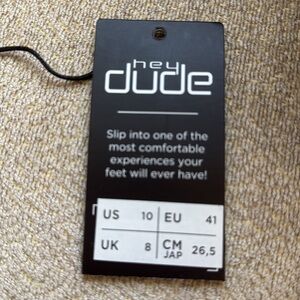 hey
dude
Slip into one of the
most comfortable
experiences your
feet will ever have!
US 10 EU 41
UK 8 CM JAP 26,5